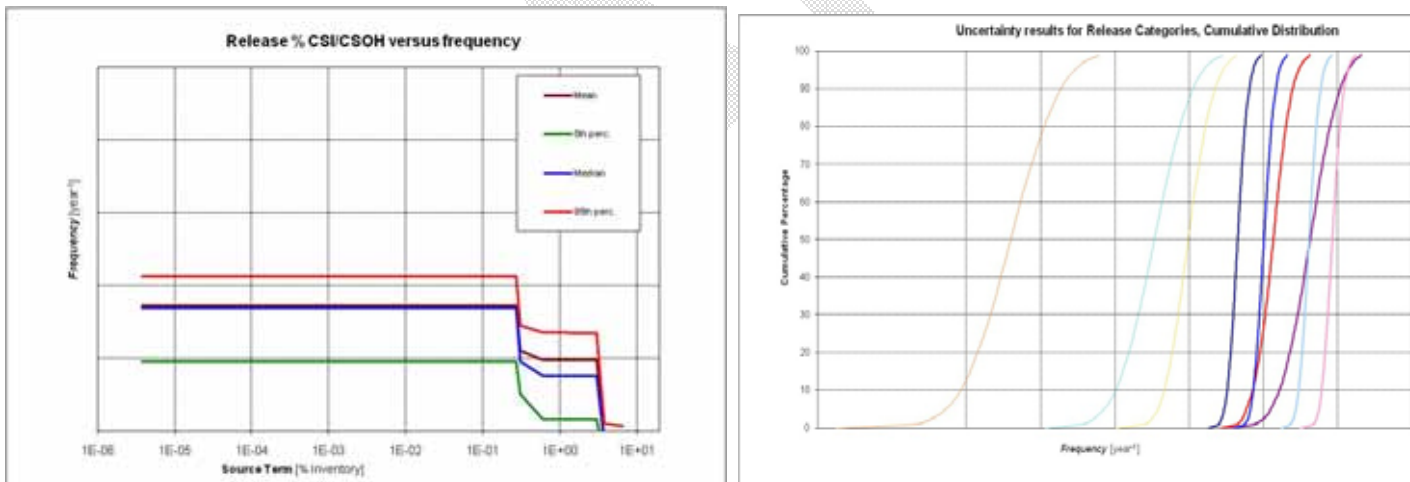 Release % CSI/CSOH versus frequency
Mean
5th perc.
Median
95th perc.
Frequency [year⁻¹]
1E-06 1E-05 1E-04 1E-03 1E-02 1E-01 1E+00 1E+01
Source Term [% Inventory]
Uncertainty results for Release Categories, Cumulative Distribution
100
90
80
70
60
50
40
30
20
10
0
Cumulative Percentage
Frequency [year⁻¹]